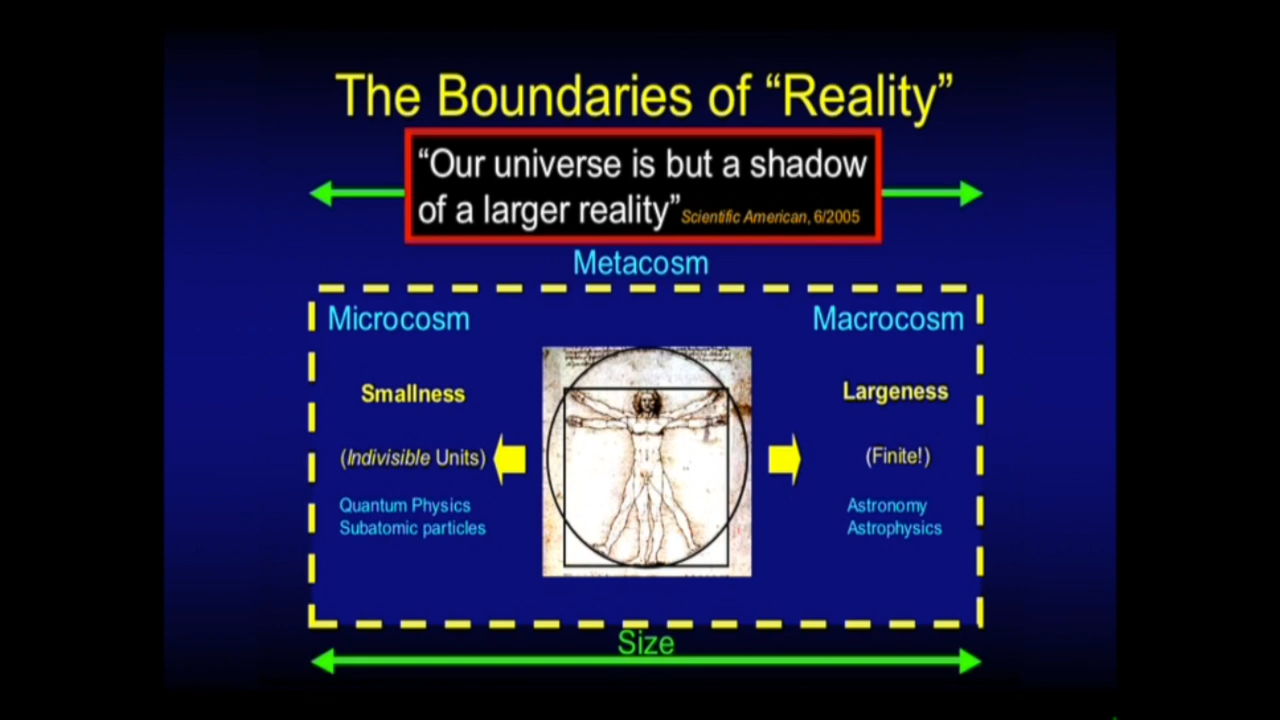 The Boundaries of “Reality”
“Our universe is but a shadow
of a larger reality” Scientific American, 6/2005
Metacosm
Microcosm
Macrocosm
Smallness
Largeness
(Indivisible Units)
(Finite!)
Quantum Physics
Subatomic particles
Astronomy
Astrophysics
Size